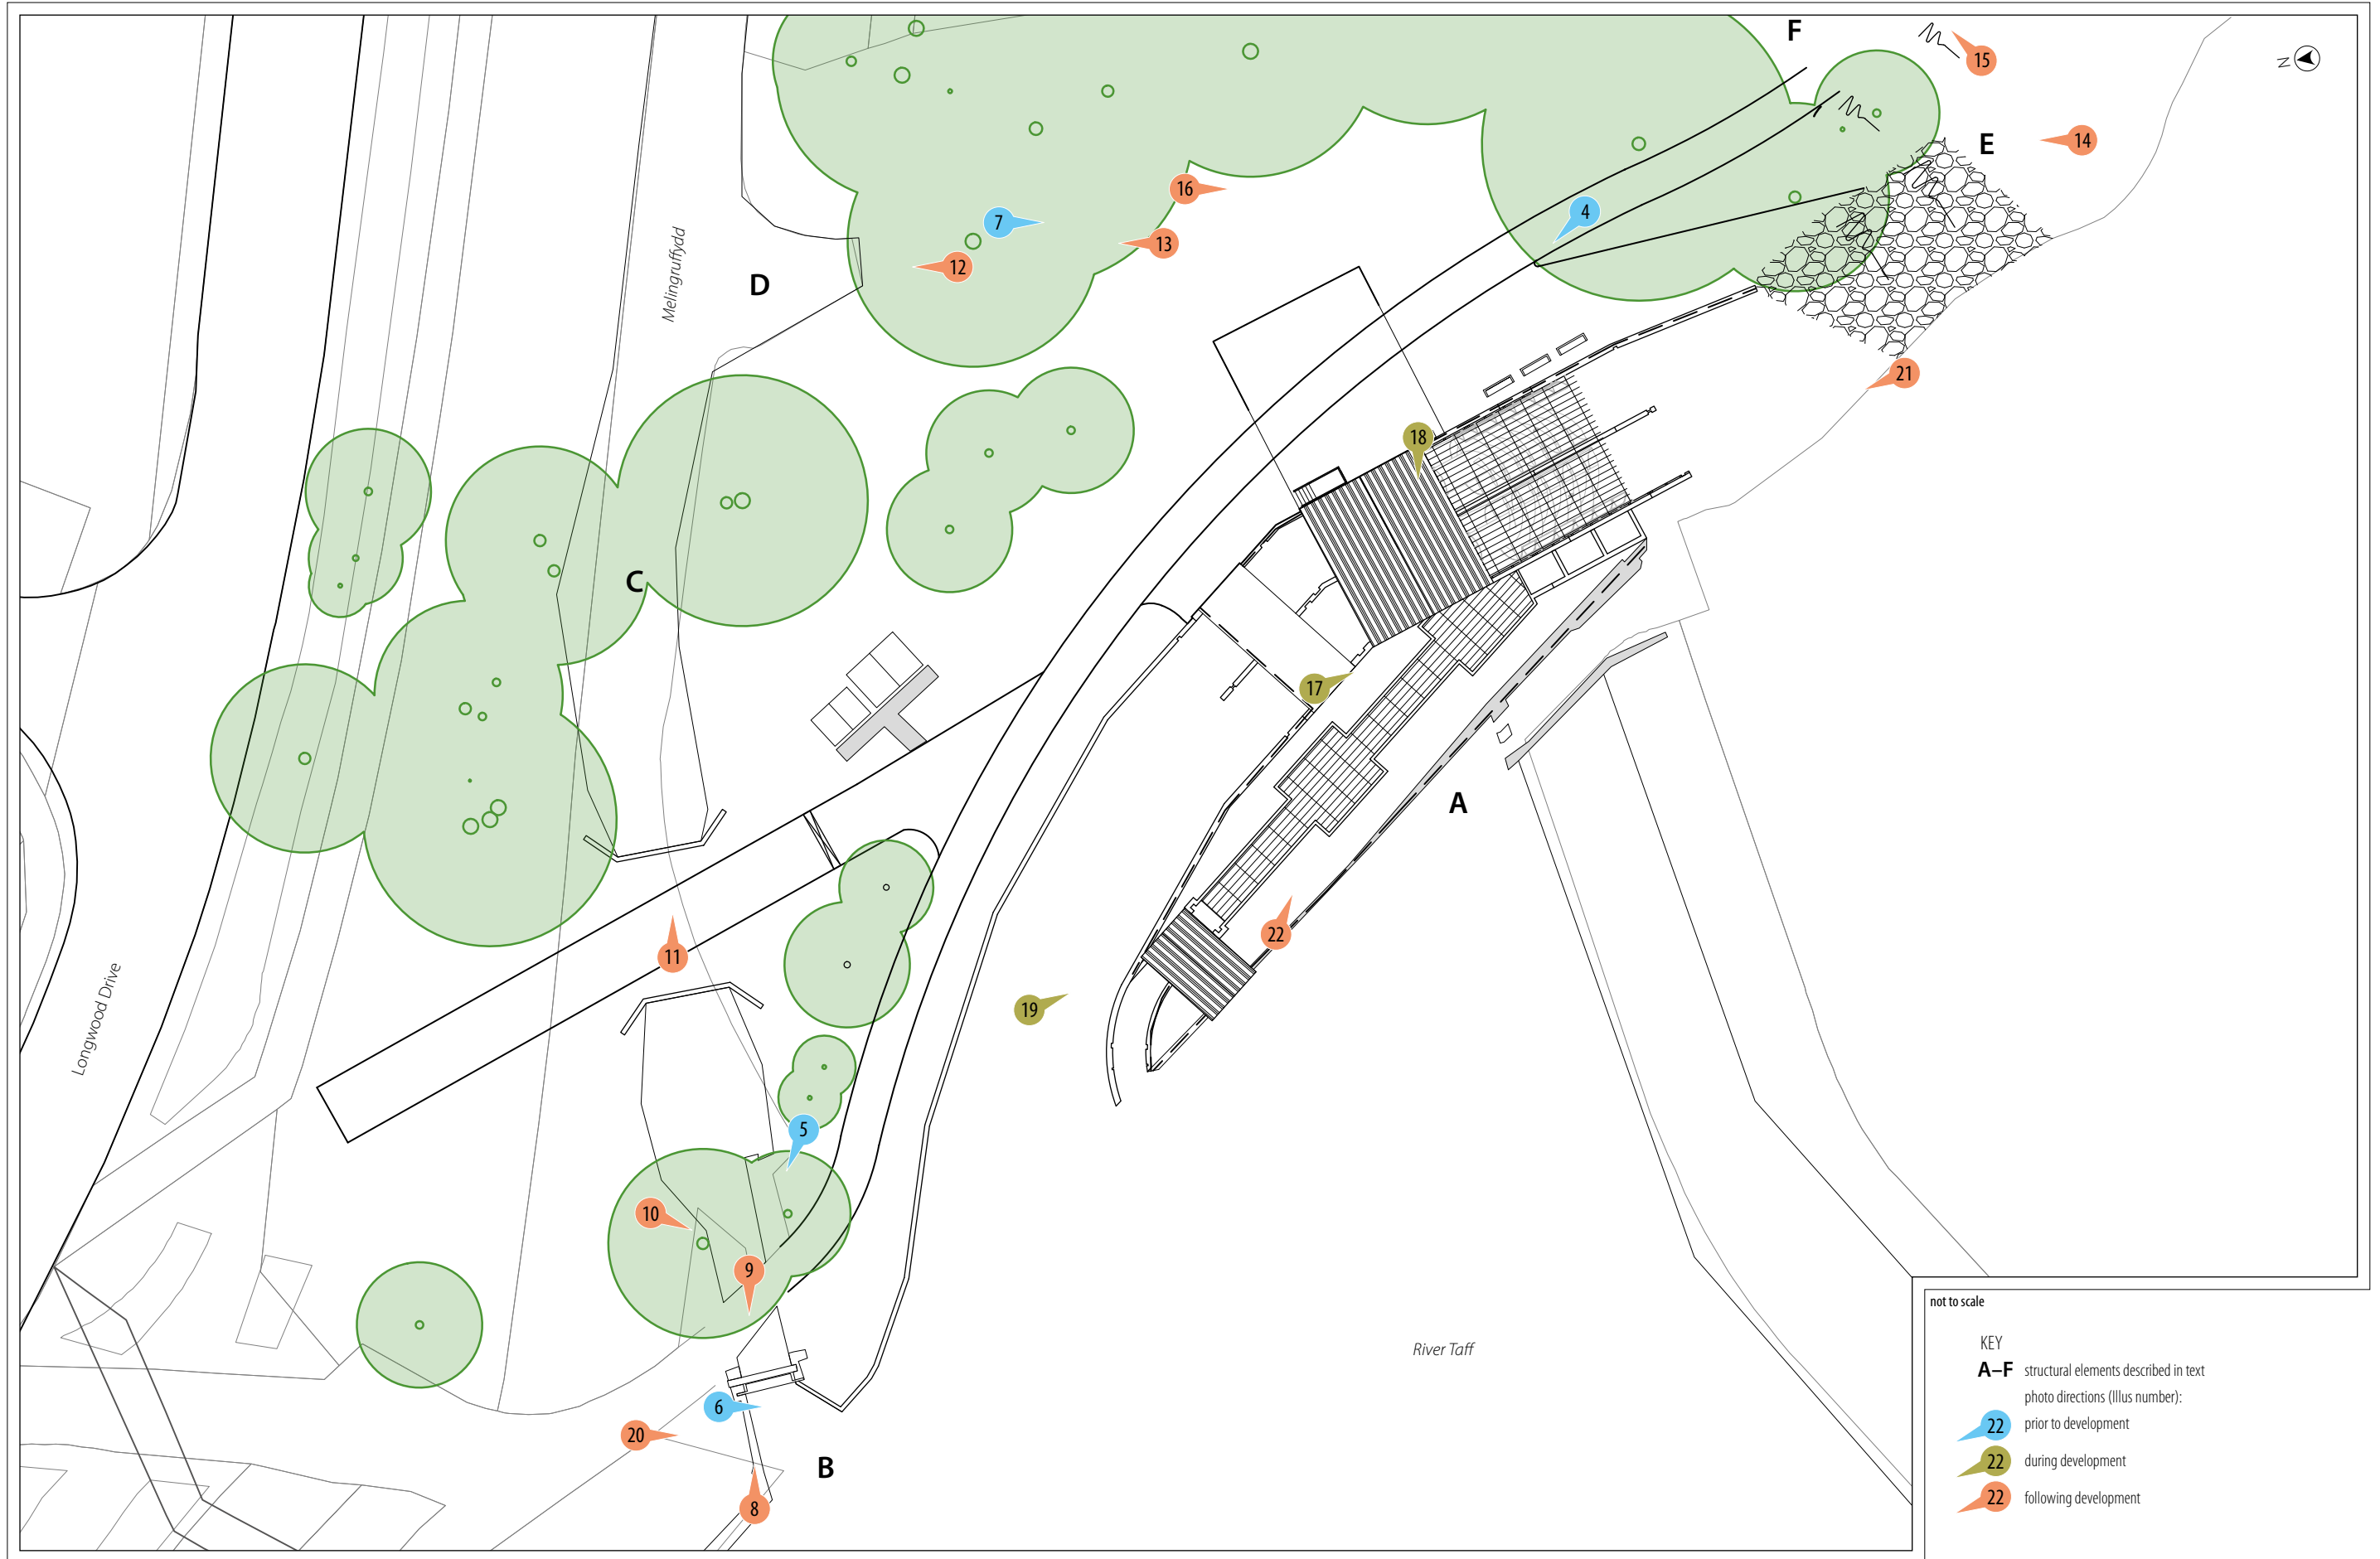 F
15
N
E
14
16
4
7
13
12
Melingruffydd
D
21
18
C
17
A
22
11
Longwood Drive
19
5
10
9
River Taff
6
20
B
8
not to scale
KEY
A–F structural elements described in text
photo directions (Illus number):
22 prior to development
22 during development
22 following development